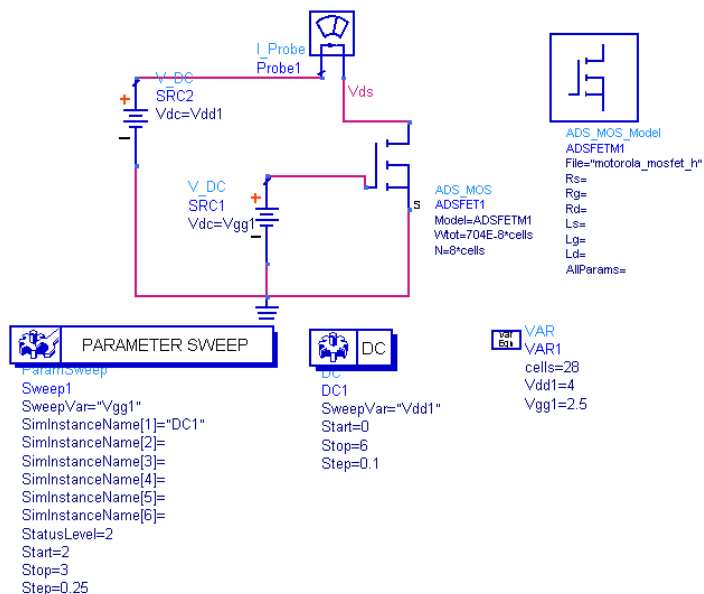 I_Probe
Probe1
V_DC
SRC2
Vdc=Vdd1
Vds
V_DC
SRC1
Vdc=Vgg1
ADS_MOS
ADSFET1
Model=ADSFETM1
Wtot=704E-8*cells
N=8*cells
S
ADS_MOS_Model
ADSFETM1
File="motorola_mosfet_h"
Rs=
Rg=
Rd=
Ls=
Lg=
Ld=
AllParams=
PARAMETER SWEEP
ParamSweep
Sweep1
SweepVar="Vgg1"
SimInstanceName[1]="DC1"
SimInstanceName[2]=
SimInstanceName[3]=
SimInstanceName[4]=
SimInstanceName[5]=
SimInstanceName[6]=
StatusLevel=2
Start=2
Stop=3
Step=0.25
DC
DC
DC1
SweepVar="Vdd1"
Start=0
Stop=6
Step=0.1
Var
Eqn
VAR
VAR1
cells=28
Vdd1=4
Vgg1=2.5